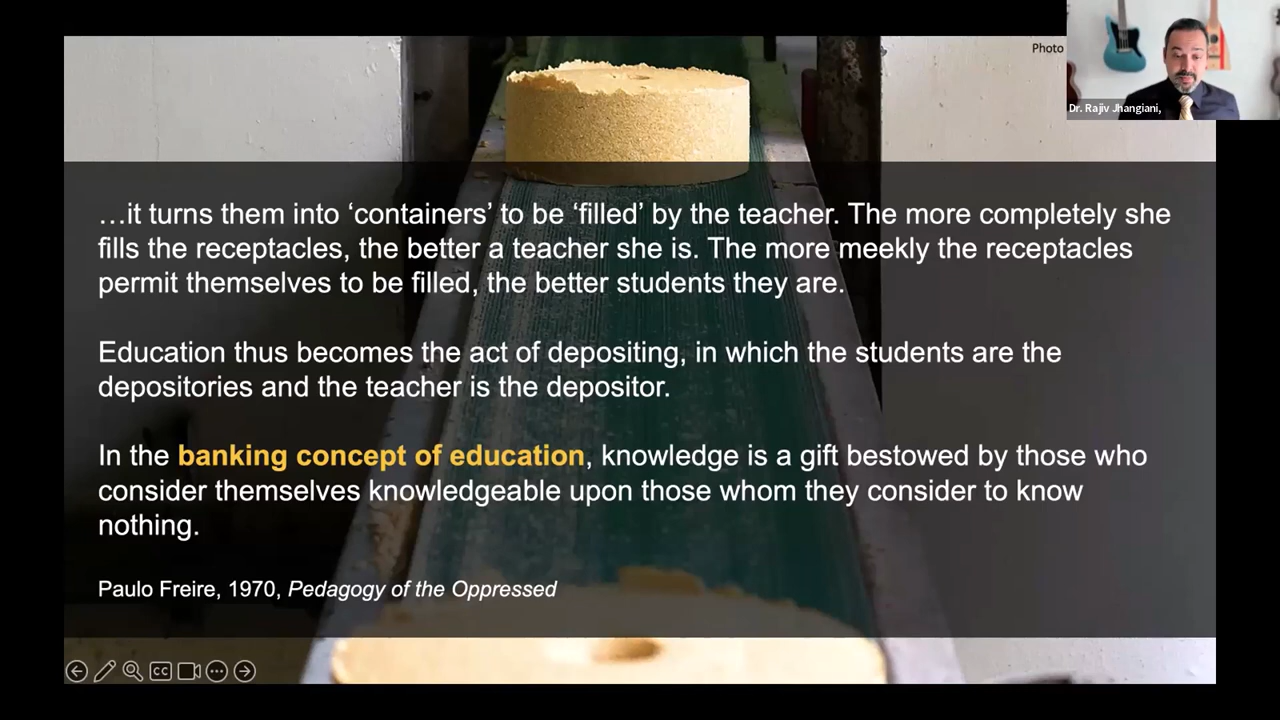 Photo
Dr. Rajiv Jhangiani,
…it turns them into ‘containers’ to be ‘filled’ by the teacher. The more completely she
fills the receptacles, the better a teacher she is. The more meekly the receptacles
permit themselves to be filled, the better students they are.
Education thus becomes the act of depositing, in which the students are the
depositories and the teacher is the depositor.
In the banking concept of education, knowledge is a gift bestowed by those who
consider themselves knowledgeable upon those whom they consider to know
nothing.
Paulo Freire, 1970, Pedagogy of the Oppressed
CC